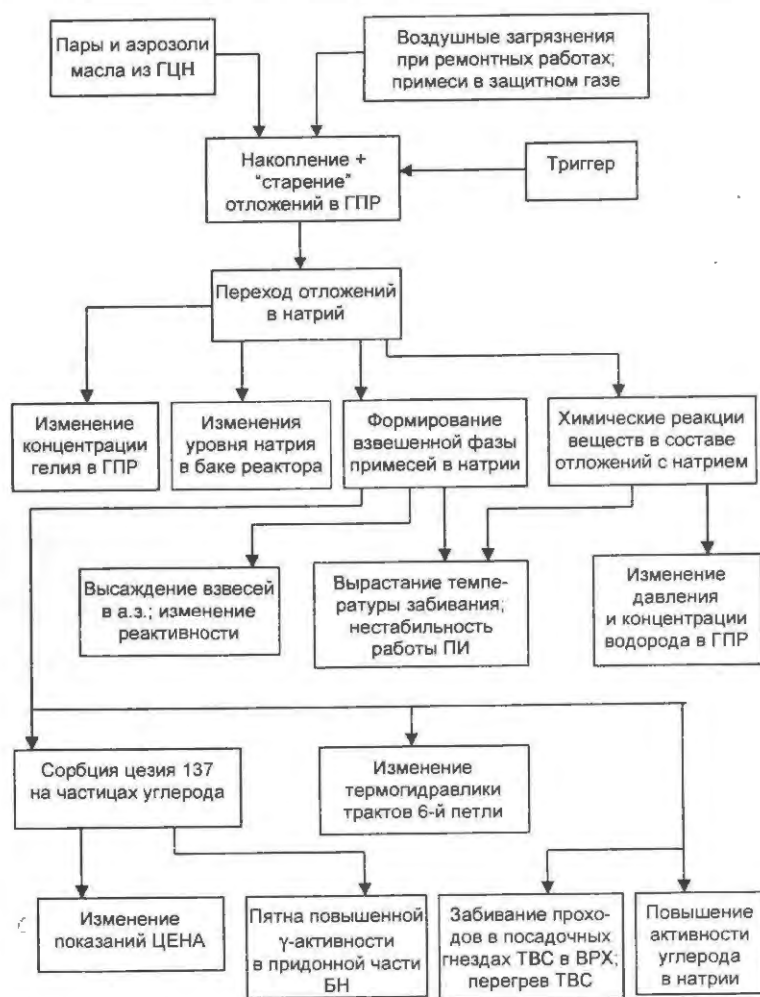 Пары и аэрозоли
масла из ГЦН
Воздушные загрязнения
при ремонтных работах;
примеси в защитном газе
Накопление +
"старение"
отложений в ГПР
Триггер
Переход отложений
в натрий
Изменение
концентрации
гелия в ГПР
Изменения
уровня натрия
в баке реактора
Формирование
взвешенной фазы
примесей в натрии
Химические реакции
веществ в составе
отложений с натрием
Высаждение взвесей
в а.з.; изменение
реактивности
Вырастание темпе-
ратуры забивания;
нестабильность
работы ПИ
Изменение
давления
и концентрации
водорода в ГПР
Сорбция цезия 137
на частицах углерода
Изменение
термогидравлики
трактов 6-й петли
Изменение
показаний ЦЕНА
Пятна повышенной
γ-активности
в придонной части
БН
Забивание прохо-
дов в посадочных
гнездах ТВС в ВРХ;
перегрев ТВС
Повышение
активности
углерода
в натрии